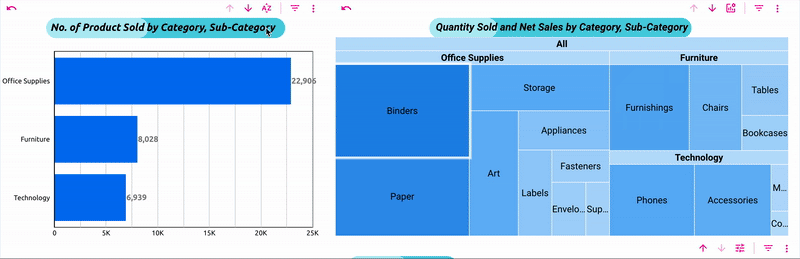 No. of Product Sold by Category, Sub-Category
Office Supplies
22,906
Furniture
8,028
Technology
6,939
0
5K
10K
15K
20K
25K
Quantity Sold and Net Sales by Category, Sub-Category
All
Office Supplies
Furniture
Binders
Storage
Furnishings
Chairs
Tables
Appliances
Bookcases
Art
Fasteners
Technology
Paper
Labels
Envelo...
Sup...
Phones
Accessories
M...
Co...